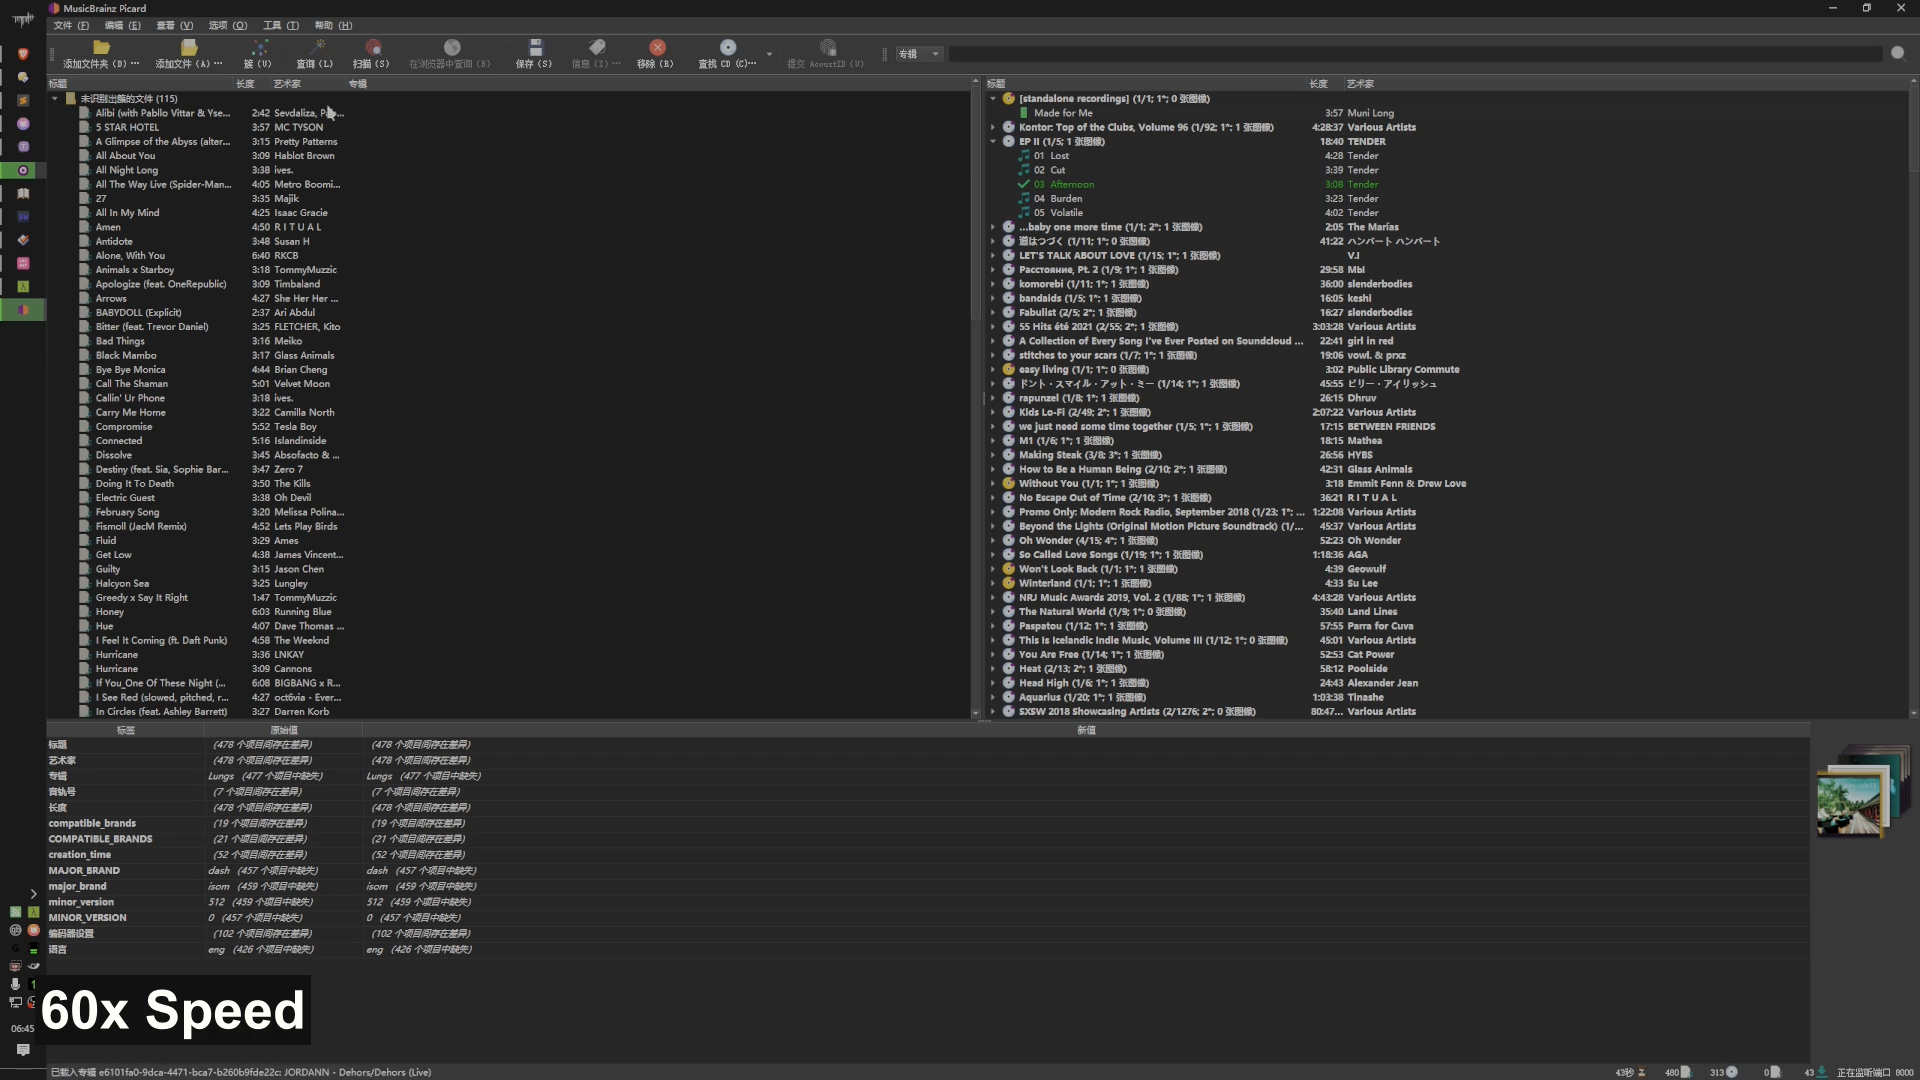 MusicBrainz Picard
文件 (F) 编辑 (E) 查看 (V) 选项 (O) 工具 (T) 帮助 (H)
添加文件夹 (D) ··· 添加文件 (A) ··· 簇 (U) 查询 (L) 扫描 (S) 在浏览器中查询 (B) 保存 (S) 信息 (I) ··· 移除 (R) 查找 CD (C)··· 提交 AcoustID (U) 专辑
标题 长度 艺术家 专辑
未识别出簇的文件 (115)
Alibi (with Pabllo Vittar & Yse... 2:42 Sevdaliza,
5 STAR HOTEL 3:57 MC TYSON
A Glimpse of the Abyss (alter... 3:15 Pretty Patterns
All About You 3:09 Hablot Brown
All Night Long 3:38 ives.
All The Way Live (Spider-Man... 4:05 Metro Boomi...
27 3:35 Majik
All In My Mind 4:25 Isaac Gracie
Amen 4:50 R I T U A L
Antidote 3:48 Susan H
Alone, With You 6:40 RKCB
Animals x Starboy 3:18 TommyMuzzic
Apologize (feat. OneRepublic) 3:09 Timbaland
Arrows 4:27 She Her Her ...
BABYDOLL (Explicit) 2:37 Ari Abdul
Bitter (feat. Trevor Daniel) 3:25 FLETCHER, Kito
Bad Things 3:16 Meiko
Black Mambo 3:17 Glass Animals
Bye Bye Monica 4:44 Brian Cheng
Call The Shaman 5:01 Velvet Moon
Callin' Ur Phone 3:18 ives.
Carry Me Home 3:22 Camilla North
Compromise 5:52 Tesla Boy
Connected 5:16 Islandinside
Dissolve 3:45 Absofacto & ...
Destiny (feat. Sia, Sophie Bar... 3:47 Zero 7
Doing It To Death 3:50 The Kills
Electric Guest 3:38 Oh Devil
February Song 3:20 Melissa Polina...
Fismoll (JacM Remix) 4:52 Lets Play Birds
Fluid 3:29 Ames
Get Low 4:38 James Vincent...
Guilty 3:15 Jason Chen
Halcyon Sea 3:25 Lungley
Greedy x Say It Right 1:47 TommyMuzzic
Honey 6:03 Running Blue
Hue 4:07 Dave Thomas ...
I Feel It Coming (ft. Daft Punk) 4:58 The Weeknd
Hurricane 3:36 LNKAY
Hurricane 3:09 Cannons
If You_One Of These Night (... 6:08 BIGBANG x R...
I See Red (slowed, pitched, r... 4:27 oct6via - Ever...
In Circles (feat. Ashley Barrett) 3:27 Darren Korb
标题 长度 艺术家
[standalone recordings] (1/1; 1*; 0 张图像)
Made for Me 3:57 Muni Long
Kontor: Top of the Clubs, Volume 96 (1/92; 1*; 1 张图像) 4:28:37 Various Artists
EP II (1/5; 1 张图像) 18:40 TENDER
01 Lost 4:28 Tender
02 Cut 3:39 Tender
03 Afternoon 3:08 Tender
04 Burden 3:23 Tender
05 Volatile 4:02 Tender
...baby one more time (1/1; 2*; 1 张图像) 2:05 The Marías
道はつづく (1/11; 1*; 0 张图像) 41:22 ハンバート ハンバート
LET'S TALK ABOUT LOVE (1/15; 1*; 1 张图像) V.I
Расстояние, Pt. 2 (1/9; 1*; 1 张图像) 29:58 Mbl
komorebi (1/11; 1*; 1 张图像) 36:00 slenderbodies
bandaids (1/5; 1*; 1 张图像) 16:05 keshi
Fabulist (2/5; 2*; 1 张图像) 16:27 slenderbodies
55 Hits été 2021 (2/55; 2*; 1 张图像) 3:03:28 Various Artists
A Collection of Every Song I've Ever Posted on Soundcloud ... 22:41 girl in red
stitches to your scars (1/7; 1*; 1 张图像) 19:06 vowl. & prxz
easy living (1/1; 1*; 0 张图像) 3:02 Public Library Commute
ドント・スマイル・アット・ミー (1/14; 1*; 1 张图像) 45:55 ビリー・アイリッシュ
rapunzel (1/8; 1*; 1 张图像) 26:15 Dhruv
Kids Lo-Fi (2/49; 2*; 1 张图像) 2:07:22 Various Artists
we just need some time together (1/5; 1*; 1 张图像) 17:15 BETWEEN FRIENDS
M1 (1/6; 1*; 1 张图像) 18:15 Mathea
Making Steak (3/8; 3*; 1 张图像) 26:56 HYBS
How to Be a Human Being (2/10; 2*; 1 张图像) 42:31 Glass Animals
Without You (1/1; 1*; 1 张图像) 3:18 Emmit Fenn & Drew Love
No Escape Out of Time (2/10; 3*; 1 张图像) 36:21 R I T U A L
Promo Only: Modern Rock Radio, September 2018 (1/23; 1*; ... 1:22:08 Various Artists
Beyond the Lights (Original Motion Picture Soundtrack) (1/... 45:37 Various Artists
Oh Wonder (4/15; 4*; 1 张图像) 52:23 Oh Wonder
So Called Love Songs (1/19; 1*; 1 张图像) 1:18:36 AGA
Won't Look Back (1/1; 1*; 1 张图像) 4:39 Geowulf
Winterland (1/1; 1*; 1 张图像) 4:33 Su Lee
NRJ Music Awards 2019, Vol. 2 (1/88; 1*; 1 张图像) 4:43:28 Various Artists
The Natural World (1/9; 1*; 0 张图像) 35:40 Land Lines
Paspatou (1/12; 1*; 1 张图像) 57:55 Parra for Cuva
This Is Icelandic Indie Music, Volume III (1/12; 1*; 0 张图像) 45:01 Various Artists
You Are Free (1/14; 1*; 1 张图像) 52:53 Cat Power
Heat (2/13; 2*; 1 张图像) 58:12 Poolside
Head High (1/6; 1*; 1 张图像) 24:43 Alexander Jean
Aquarius (1/20; 1*; 1 张图像) 1:03:38 Tinashe
SXSW 2018 Showcasing Artists (2/1276; 2*; 0 张图像) 80:47... Various Artists
标签 原始值 新值
标题 (478 个项目间存在差异) (478 个项目间存在差异)
艺术家 (478 个项目间存在差异) (478 个项目间存在差异)
专辑 Lungs (477 个项目中缺失) Lungs (477 个项目中缺失)
音轨号 (7 个项目间存在差异) (7 个项目间存在差异)
长度 (478 个项目间存在差异) (478 个项目间存在差异)
compatible_brands (19 个项目间存在差异) (19 个项目间存在差异)
COMPATIBLE_BRANDS (21 个项目间存在差异) (21 个项目间存在差异)
creation_time (52 个项目间存在差异) (52 个项目间存在差异)
MAJOR_BRAND dash (457 个项目中缺失) dash (457 个项目中缺失)
major_brand isom (459 个项目中缺失) isom (459 个项目中缺失)
minor_version 512 (459 个项目中缺失) 512 (459 个项目中缺失)
MINOR_VERSION 0 (457 个项目中缺失) 0 (457 个项目中缺失)
编码器设置 (102 个项目间存在差异) (102 个项目间存在差异)
语言 eng (426 个项目中缺失) eng (426 个项目中缺失)
60x Speed
06:45
已载入专辑 e6101fa0-9dca-4471-bca7-b260b9fde22c: JORDANN - Dehors/Dehors (Live) 43秒 480 313 0 43 正在监听端口 8000